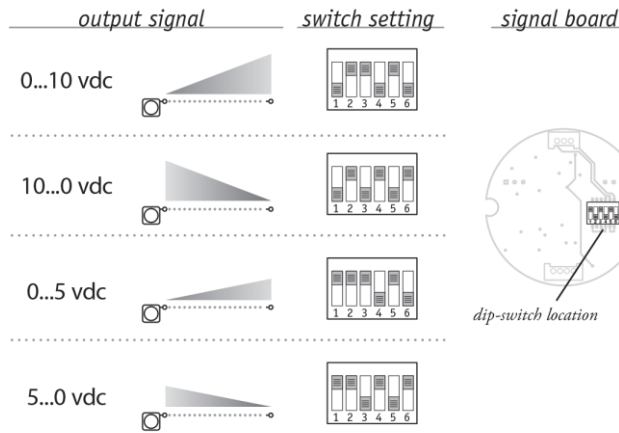 output signal switch setting signal board
0...10 vdc
1 2 3 4 5 6
10...0 vdc
1 2 3 4 5 6
0...5 vdc
1 2 3 4 5 6
dip-switch location
5...0 vdc
1 2 3 4 5 6